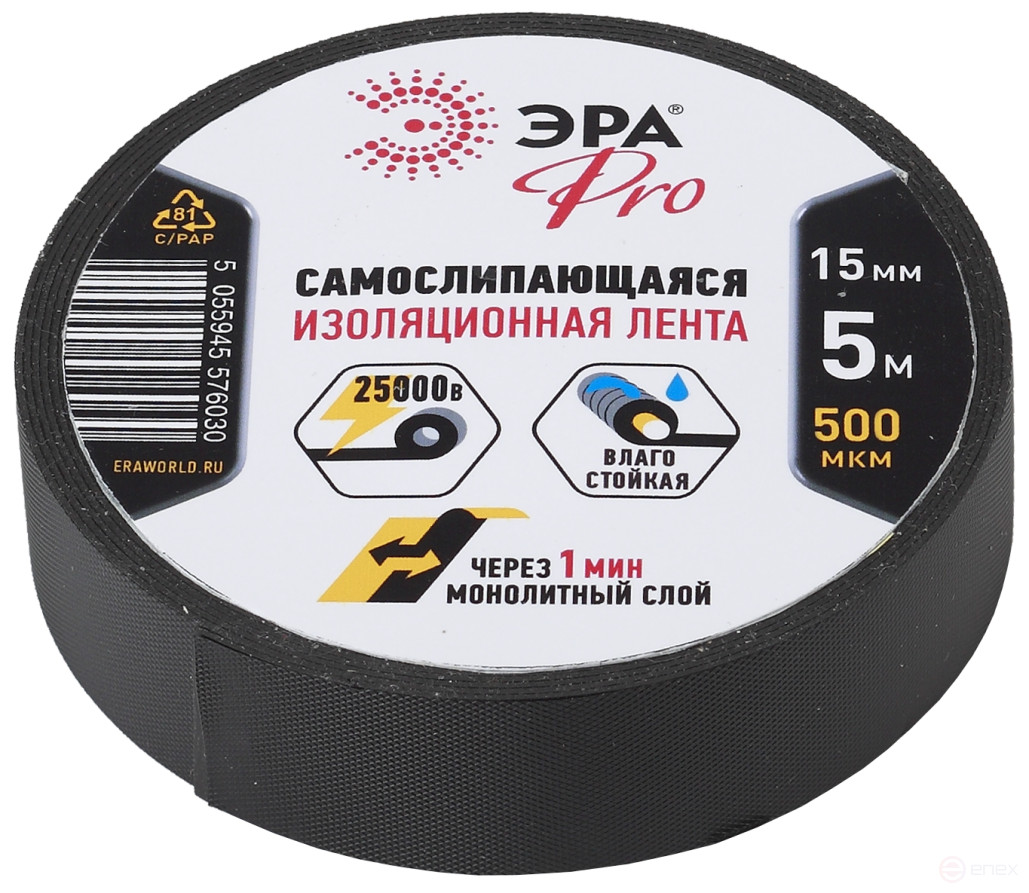 ЭРА®
Pro
81
C/PAP
5 055945 576030
ERAWORLD.RU
САМОСЛИПАЮЩАЯСЯ
ИЗОЛЯЦИОННАЯ ЛЕНТА
25000В
ВЛАГО
СТОЙКАЯ
ЧЕРЕЗ 1 МИН
МОНОЛИТНЫЙ СЛОЙ
15 ММ
5 М
500
МКМ
enex